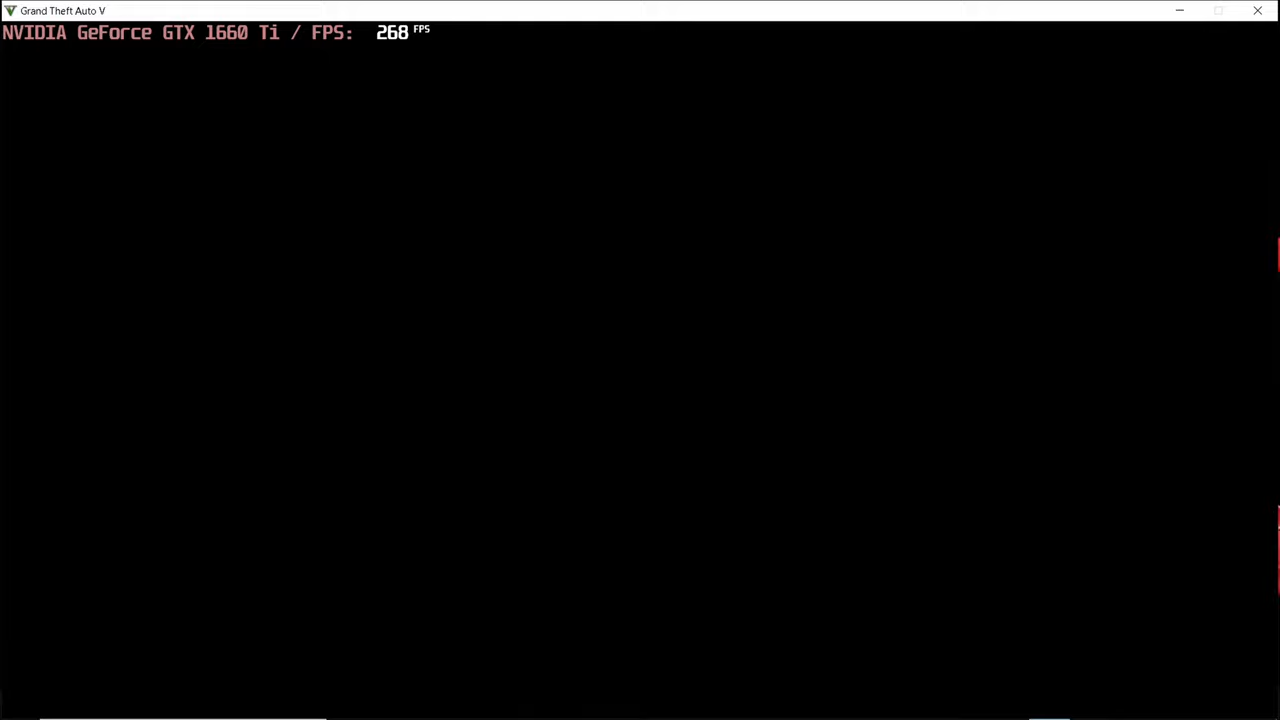 Grand Theft Auto V
NVIDIA GeForce GTX 1660 Ti / FPS: 268 FPS